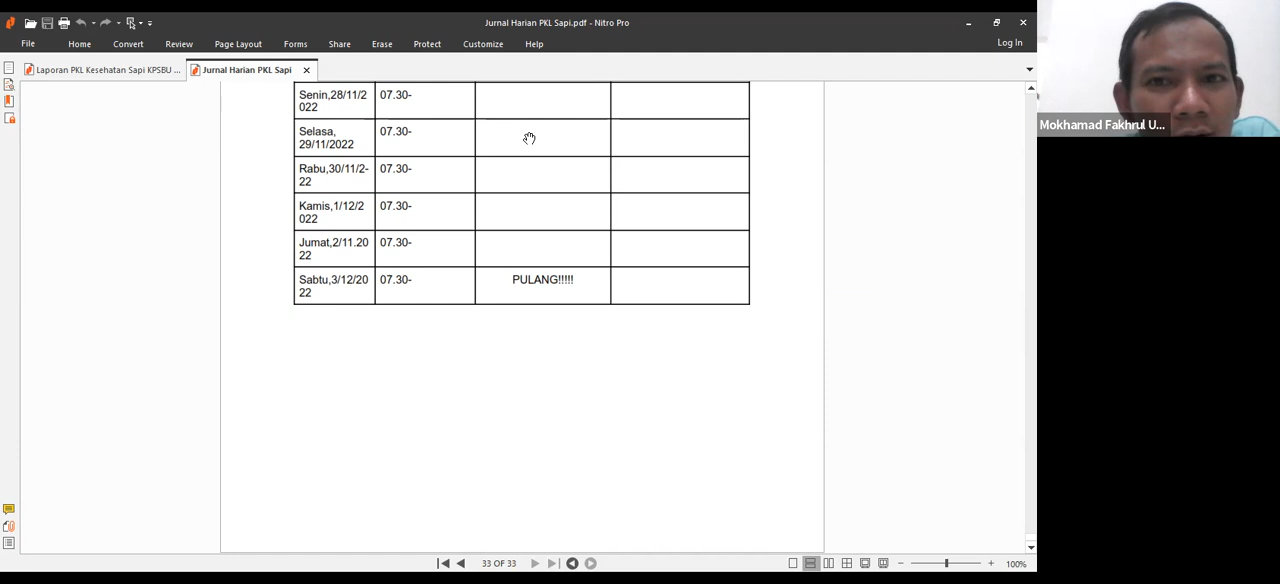 Jurnal Harian PKL Sapi.pdf - Nitro Pro
File Home Convert Review Page Layout Forms Share Erase Protect Customize Help
Log In
Laporan PKL Kesehatan Sapi KPSBU ...
Jurnal Harian PKL Sapi
Senin,28/11/2
022
07.30-
Selasa,
29/11/2022
07.30-
Rabu,30/11/2-
22
07.30-
Kamis,1/12/2
022
07.30-
Jumat,2/11.20
22
07.30-
Sabtu,3/12/20
22
07.30-
PULANG!!!!!
33 OF 33
100%
Mokhamad Fakhrul U...